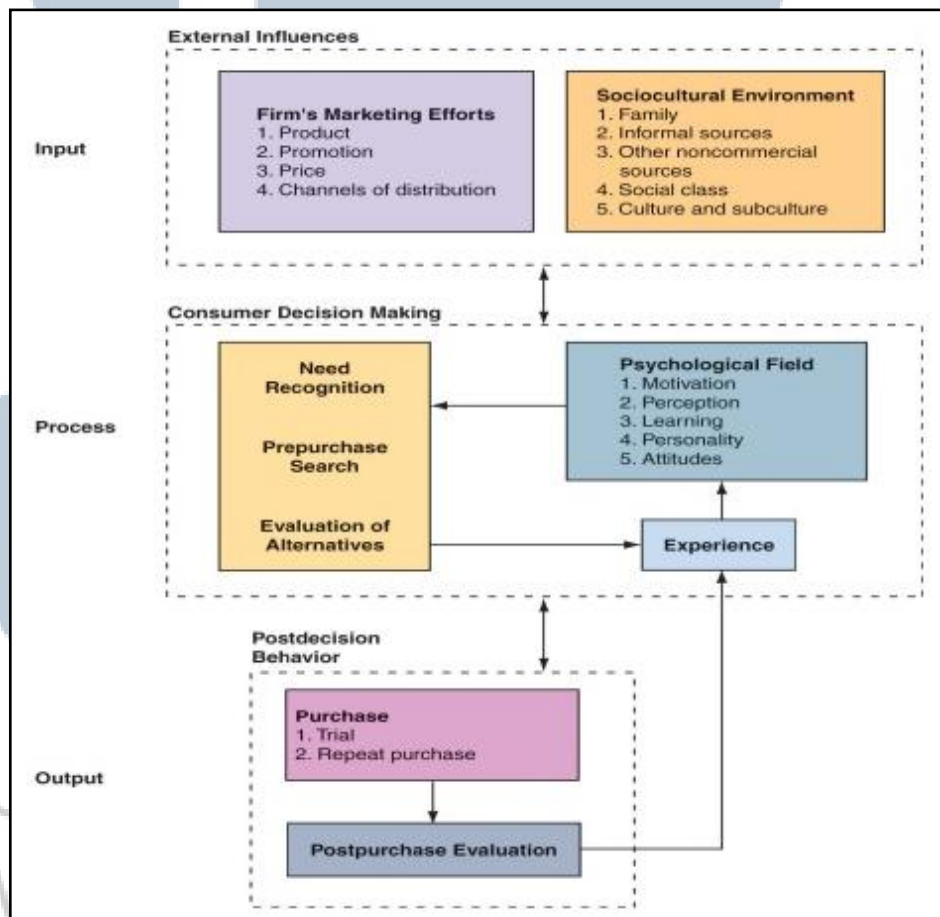 External Influences
Input
Firm's Marketing Efforts
1. Product
2. Promotion
3. Price
4. Channels of distribution
Sociocultural Environment
1. Family
2. Informal sources
3. Other noncommercial
sources
4. Social class
5. Culture and subculture
Consumer Decision Making
Process
Need
Recognition
Prepurchase
Search
Evaluation of
Alternatives
Psychological Field
1. Motivation
2. Perception
3. Learning
4. Personality
5. Attitudes
Experience
Postdecision
Behavior
Output
Purchase
1. Trial
2. Repeat purchase
Postpurchase Evaluation